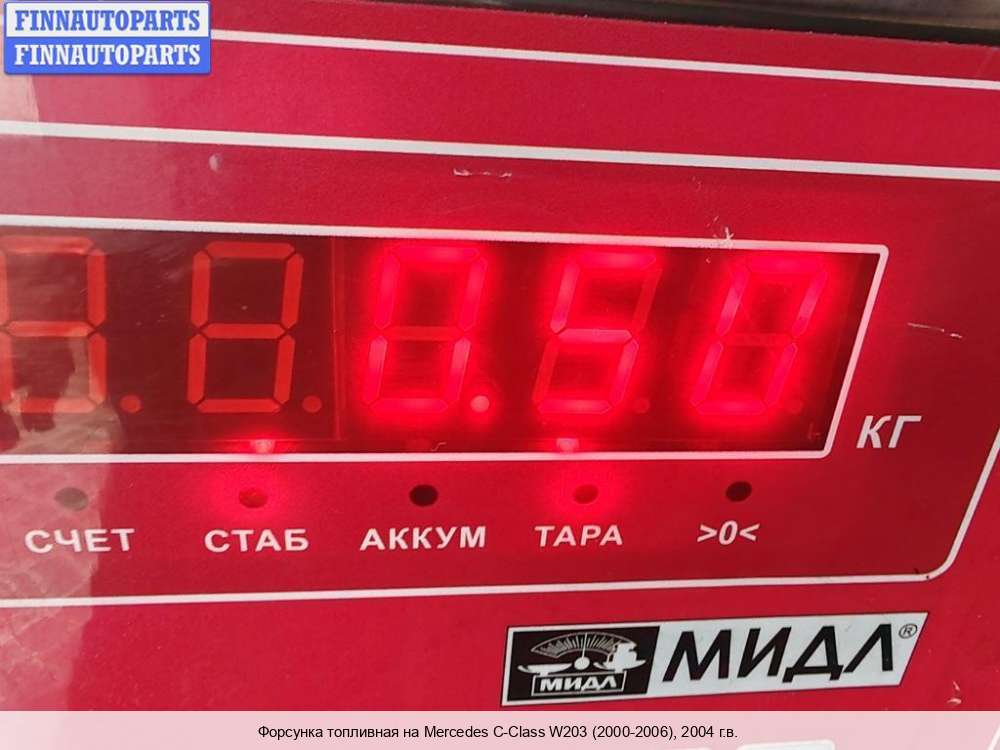 FINNAUTOPARTS
FINNAUTOPARTS
0.50
КГ
СЧЕТ СТАБ АККУМ ТАРА >0<
МИДЛ МИДЛ®
Форсунка топливная на Mercedes C-Class W203 (2000-2006), 2004 г.в.